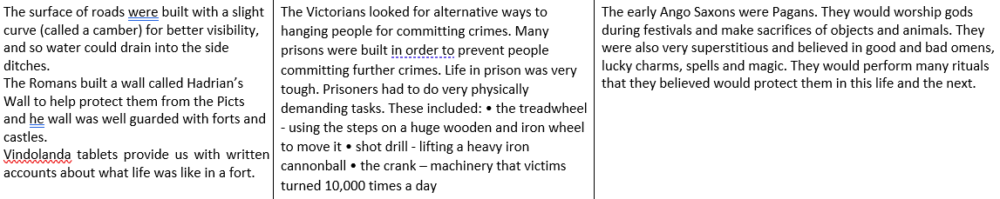 The surface of roads were built with a slight
curve (called a camber) for better visibility,
and so water could drain into the side
ditches.
The Romans built a wall called Hadrian's
Wall to help protect them from the Picts
and he wall was well guarded with forts and
castles.
Vindolanda tablets provide us with written
accounts about what life was like in a fort.
The Victorians looked for alternative ways to
hanging people for committing crimes. Many
prisons were built in order to prevent people
committing further crimes. Life in prison was very
tough. Prisoners had to do very physically
demanding tasks. These included: • the treadwheel
- using the steps on a huge wooden and iron wheel
to move it • shot drill - lifting a heavy iron
cannonball • the crank – machinery that victims
turned 10,000 times a day
The early Ango Saxons were Pagans. They would worship gods
during festivals and make sacrifices of objects and animals. They
were also very superstitious and believed in good and bad omens,
lucky charms, spells and magic. They would perform many rituals
that they believed would protect them in this life and the next.